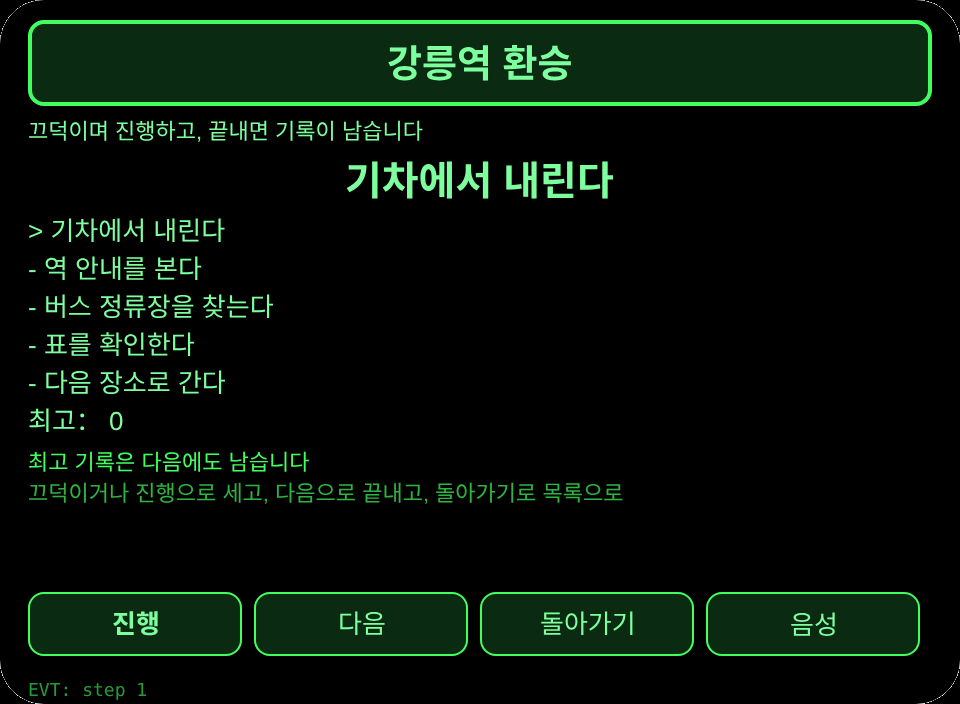 강릉역 환승
끄덕이며 진행하고, 끝내면 기록이 남습니다
기차에서 내린다
> 기차에서 내린다
- 역 안내를 본다
- 버스 정류장을 찾는다
- 표를 확인한다
- 다음 장소로 간다
최고: 0
최고 기록은 다음에도 남습니다
끄덕이거나 진행으로 세고, 다음으로 끝내고, 돌아가기로 목록으로
진행 다음 돌아가기 음성
EVT: step 1